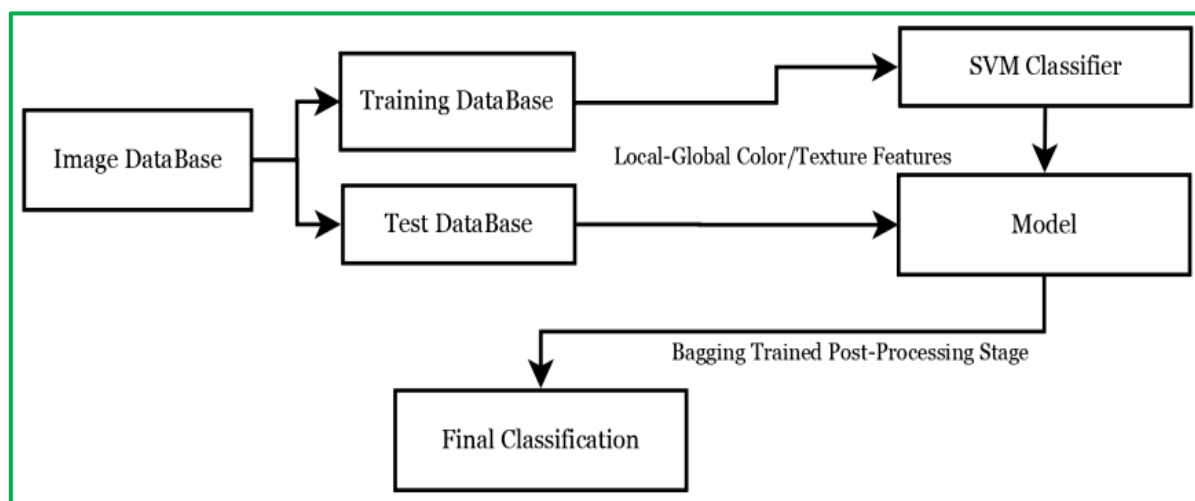 Image DataBase
Training DataBase
Test DataBase
SVM Classifier
Local-Global Color/Texture Features
Model
Bagging Trained Post-Processing Stage
Final Classification